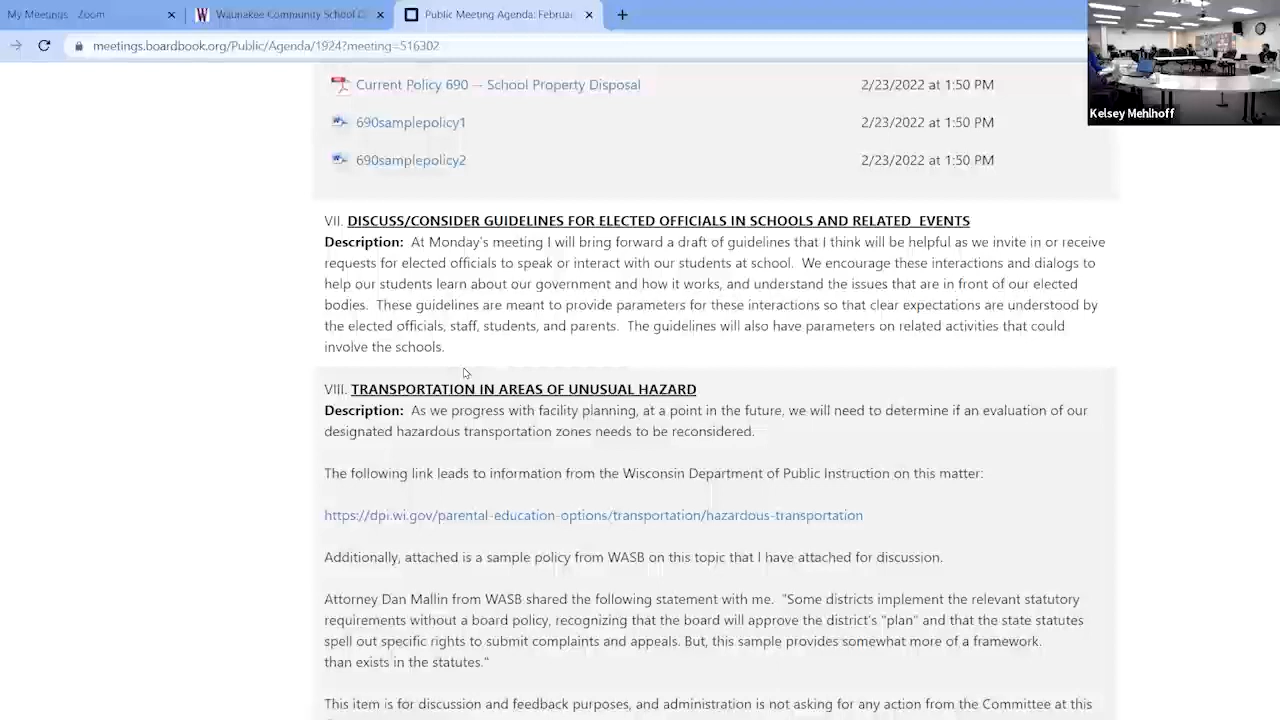 My Meetings - Zoom
Waunakee Community School
Public Meeting Agenda: Februar
meetings.boardbook.org/Public/Agenda/1924?meeting=516302
Property Disposal 2/23/2022 at 1:50 PM
2/23/2022 at 1:50 PM
2/23/2022 at 1:50 PM
Kelsey Mehlhoff
VII. DISCUSS/CONSIDER GUIDELINES FOR ELECTED OFFICIALS IN SCHOOLS AND RELATED EVENTS
Description: At Monday's meeting I will bring forward a draft of guidelines that I think will be helpful as we invite in or receive
requests for elected officials to speak or interact with our students at school. We encourage these interactions and dialogs to
help our students learn about our government and how it works, and understand the issues that are in front of our elected
bodies. These guidelines are meant to provide parameters for these interactions so that clear expectations are understood by
the elected officials, staff, students, and parents. The guidelines will also have parameters on related activities that could
involve the schools.
VIII. TRANSPORTATION IN AREAS OF UNUSUAL HAZARD
Description: As we progress with facility planning, at a point in the future, we will need to determine if an evaluation of our
designated hazardous transportation zones needs to be reconsidered.
The following link leads to information from the Wisconsin Department of Public Instruction on this matter:
https://dpi.wi.gov/parental-education-options/transportation/hazardous-transportation
Additionally, attached is a sample policy from WASB on this topic that I have attached for discussion.
Attorney Dan Mallin from WASB shared the following statement with me. "Some districts implement the relevant statutory
requirements without a board policy, recognizing that the board will approve the district's "plan" and that the state statutes
spell out specific rights to submit complaints and appeals. But, this sample provides somewhat more of a framework.
than exists in the statutes."
This item is for discussion and feedback purposes, and administration is not asking for any action from the Committee at this